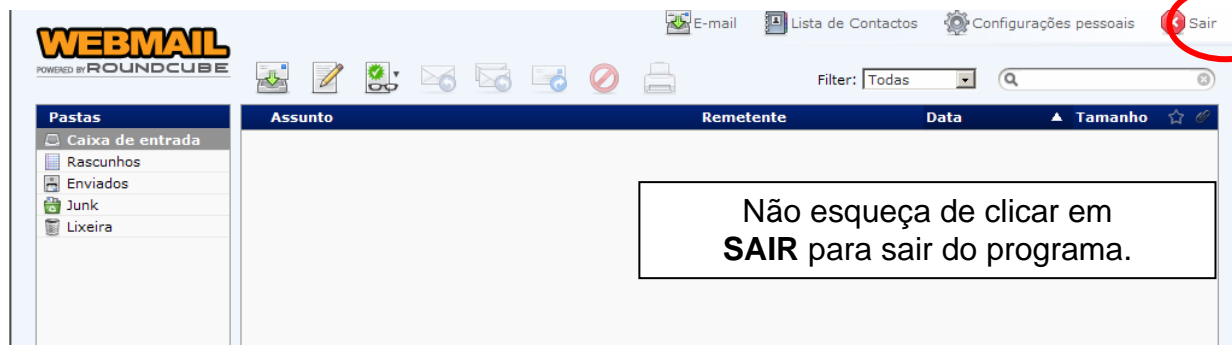 E-mail Lista de Contactos Configurações pessoais Sair
WEBMAIL
POWERED BY ROUNDCUBE
Filter: Todas
Pastas Assunto Remetente Data Tamanho
Caixa de entrada
Rascunhos
Enviados
Junk
Lixeira
Não esqueça de clicar em
SAIR para sair do programa.